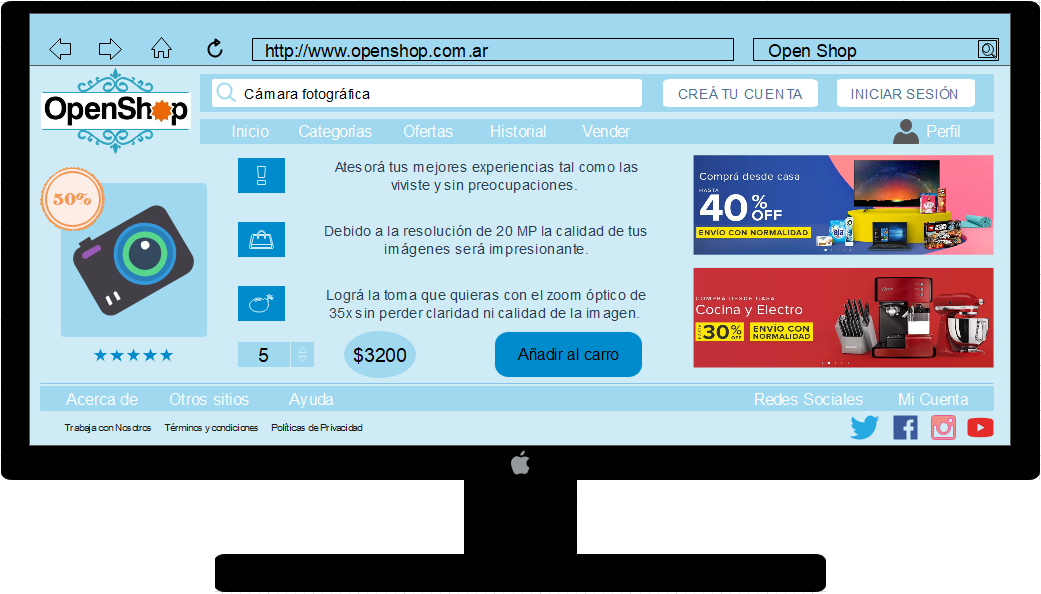 http://www.openshop.com.ar
Open Shop
OpenShop
Cámara fotográfica
CREÁ TU CUENTA
INICIAR SESIÓN
Inicio
Categorías
Ofertas
Historial
Vender
Perfil
50%
Atesorá tus mejores experiencias tal como las
viviste y sin preocupaciones.
Debido a la resolución de 20 MP la calidad de tus
imágenes será impresionante.
Lográ la toma que quieras con el zoom óptico de
35x sin perder claridad ni calidad de la imagen.
5
$3200
Añadir al carro
Comprá desde casa
HASTA
40% OFF
ENVÍO CON NORMALIDAD
COMPRÁ DESDE CASA
Cocina y Electro
HASTA 30% OFF
ENVÍO CON
NORMALIDAD
Acerca de
Otros sitios
Ayuda
Redes Sociales
Mi Cuenta
Trabaja con Nosotros
Términos y condiciones
Políticas de Privacidad